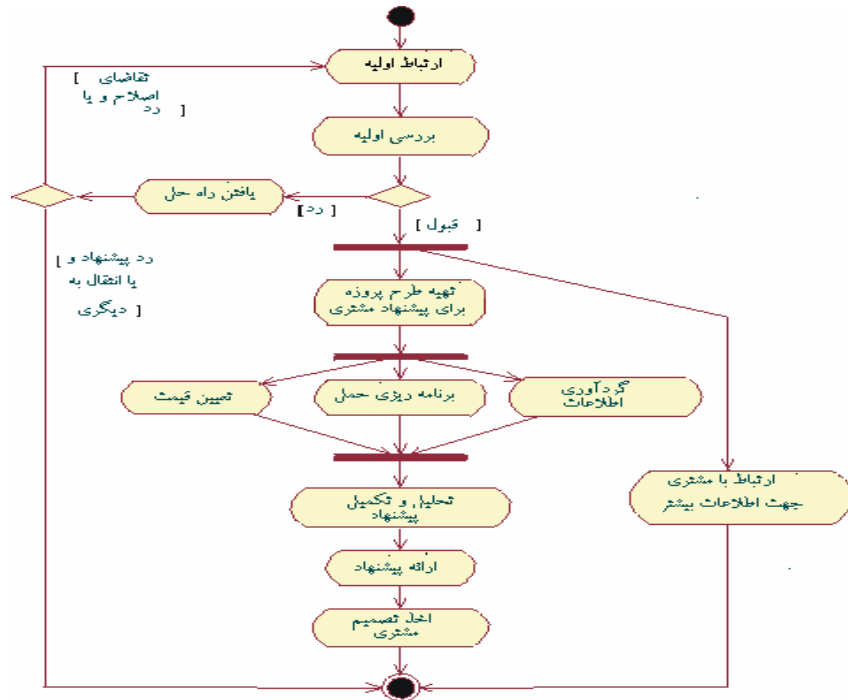 ارتباط اولیه
[ تقاضای
اصلاح و یا
رد ]
بررسی اولیه
یافتن راه حل
[رد]
[ قبول ]
[ رد پیشنهاد و
یا انتقال به
دیگری ]
تهیه طرح پروژه
برای پیشنهاد مشتری
تعیین قیمت
برنامه ریزی حمل
گردآوری
اطلاعات
ارتباط با مشتری
جهت اطلاعات بیشتر
تحلیل و تکمیل
پیشنهاد
ارائه پیشنهاد
اخذ تصمیم
مشتری